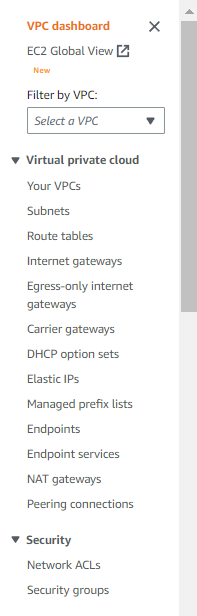 VPC dashboard
EC2 Global View
New
Filter by VPC:
Select a VPC
Virtual private cloud
Your VPCs
Subnets
Route tables
Internet gateways
Egress-only internet
gateways
Carrier gateways
DHCP option sets
Elastic IPs
Managed prefix lists
Endpoints
Endpoint services
NAT gateways
Peering connections
Security
Network ACLs
Security groups